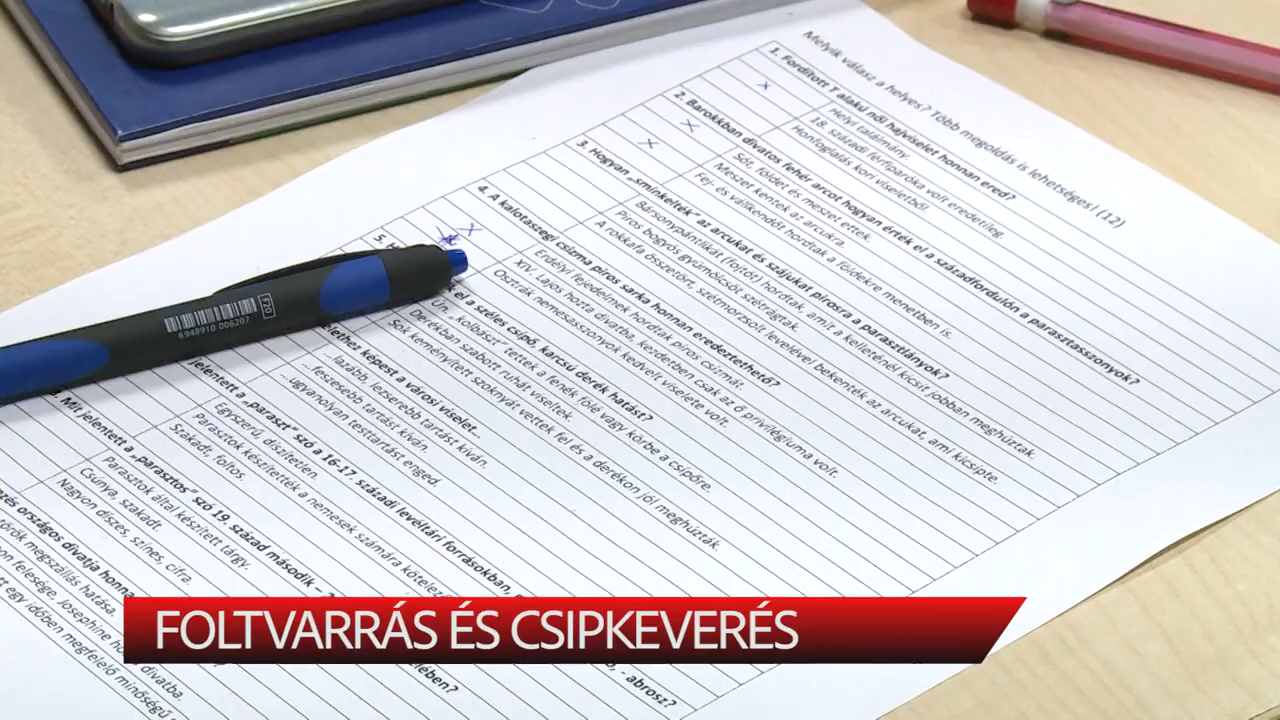 Melyik válasz a helyes? Több megoldás is lehetséges! (12)
1. Fordított T alakú női hajviselet honnan ered?
Helyi találmány.
18. századi férfiparóka volt eredetileg.
Honfoglalás kori viseletből.
2. Barokkban divatos fehér arcot hogyan érték el a századfordulón a parasztasszonyok?
Sót, földet és meszet ettek.
Meszet kentek az arcukra.
Fej- és vállkendőt hordtak a földekre menetben is.
3. Hogyan „sminkelték” az arcukat és szájukat pirosra a parasztlányok?
Bársonypántlikát (fojtót) hordtak, amit a kelleténél kicsit jobban meghúztak.
Piros bogyós gyümölcsöt szétrágtak.
A rokkafa összetört, szétmorzsolt levelével bekenték az arcukat, ami kicsípte.
4. A kalotaszegi csizma piros sarka honnan eredeztethető?
Erdélyi fejedelmek hordtak piros csizmát.
XIV. Lajos hozta divatba, kezdetben csak az ő privilégiuma volt.
Osztrák nemesasszonyok kedvelt viselete volt.
5. H
el a széles csípő, karcsú derék hatást?
Ún. „kolbászt” tettek a fenék fölé vagy körbe a csípőre.
Derékban szabott ruhát viseltek.
Sok keményített szoknyát vettek fel és a derékon jól meghúzták.
képest a városi viselet...
...lazább, lezserebb tartást kíván.
...feszesebb tartást kíván.
...ugyanolyan testtartást enged.
jelentett a „paraszt” szó a 16-17. századi levéltári forrásokban,
Egyszerű, díszítetlen.
Parasztok készítették a nemesek számára
Szakadt, foltos.
Mit jelentett a „parasztos” szó 19. század második –
Parasztok által készített tárgy.
Csúnya, szakadt.
Nagyon díszes, színes, cifra.
országos divatja
török megszállás hatása.
felesége, Josephine
divatba.
egy időben megfelelő minőségű
- abrosz?
6948910 006207
F20
FOLTVARRÁS ÉS CSIPKEVERÉS